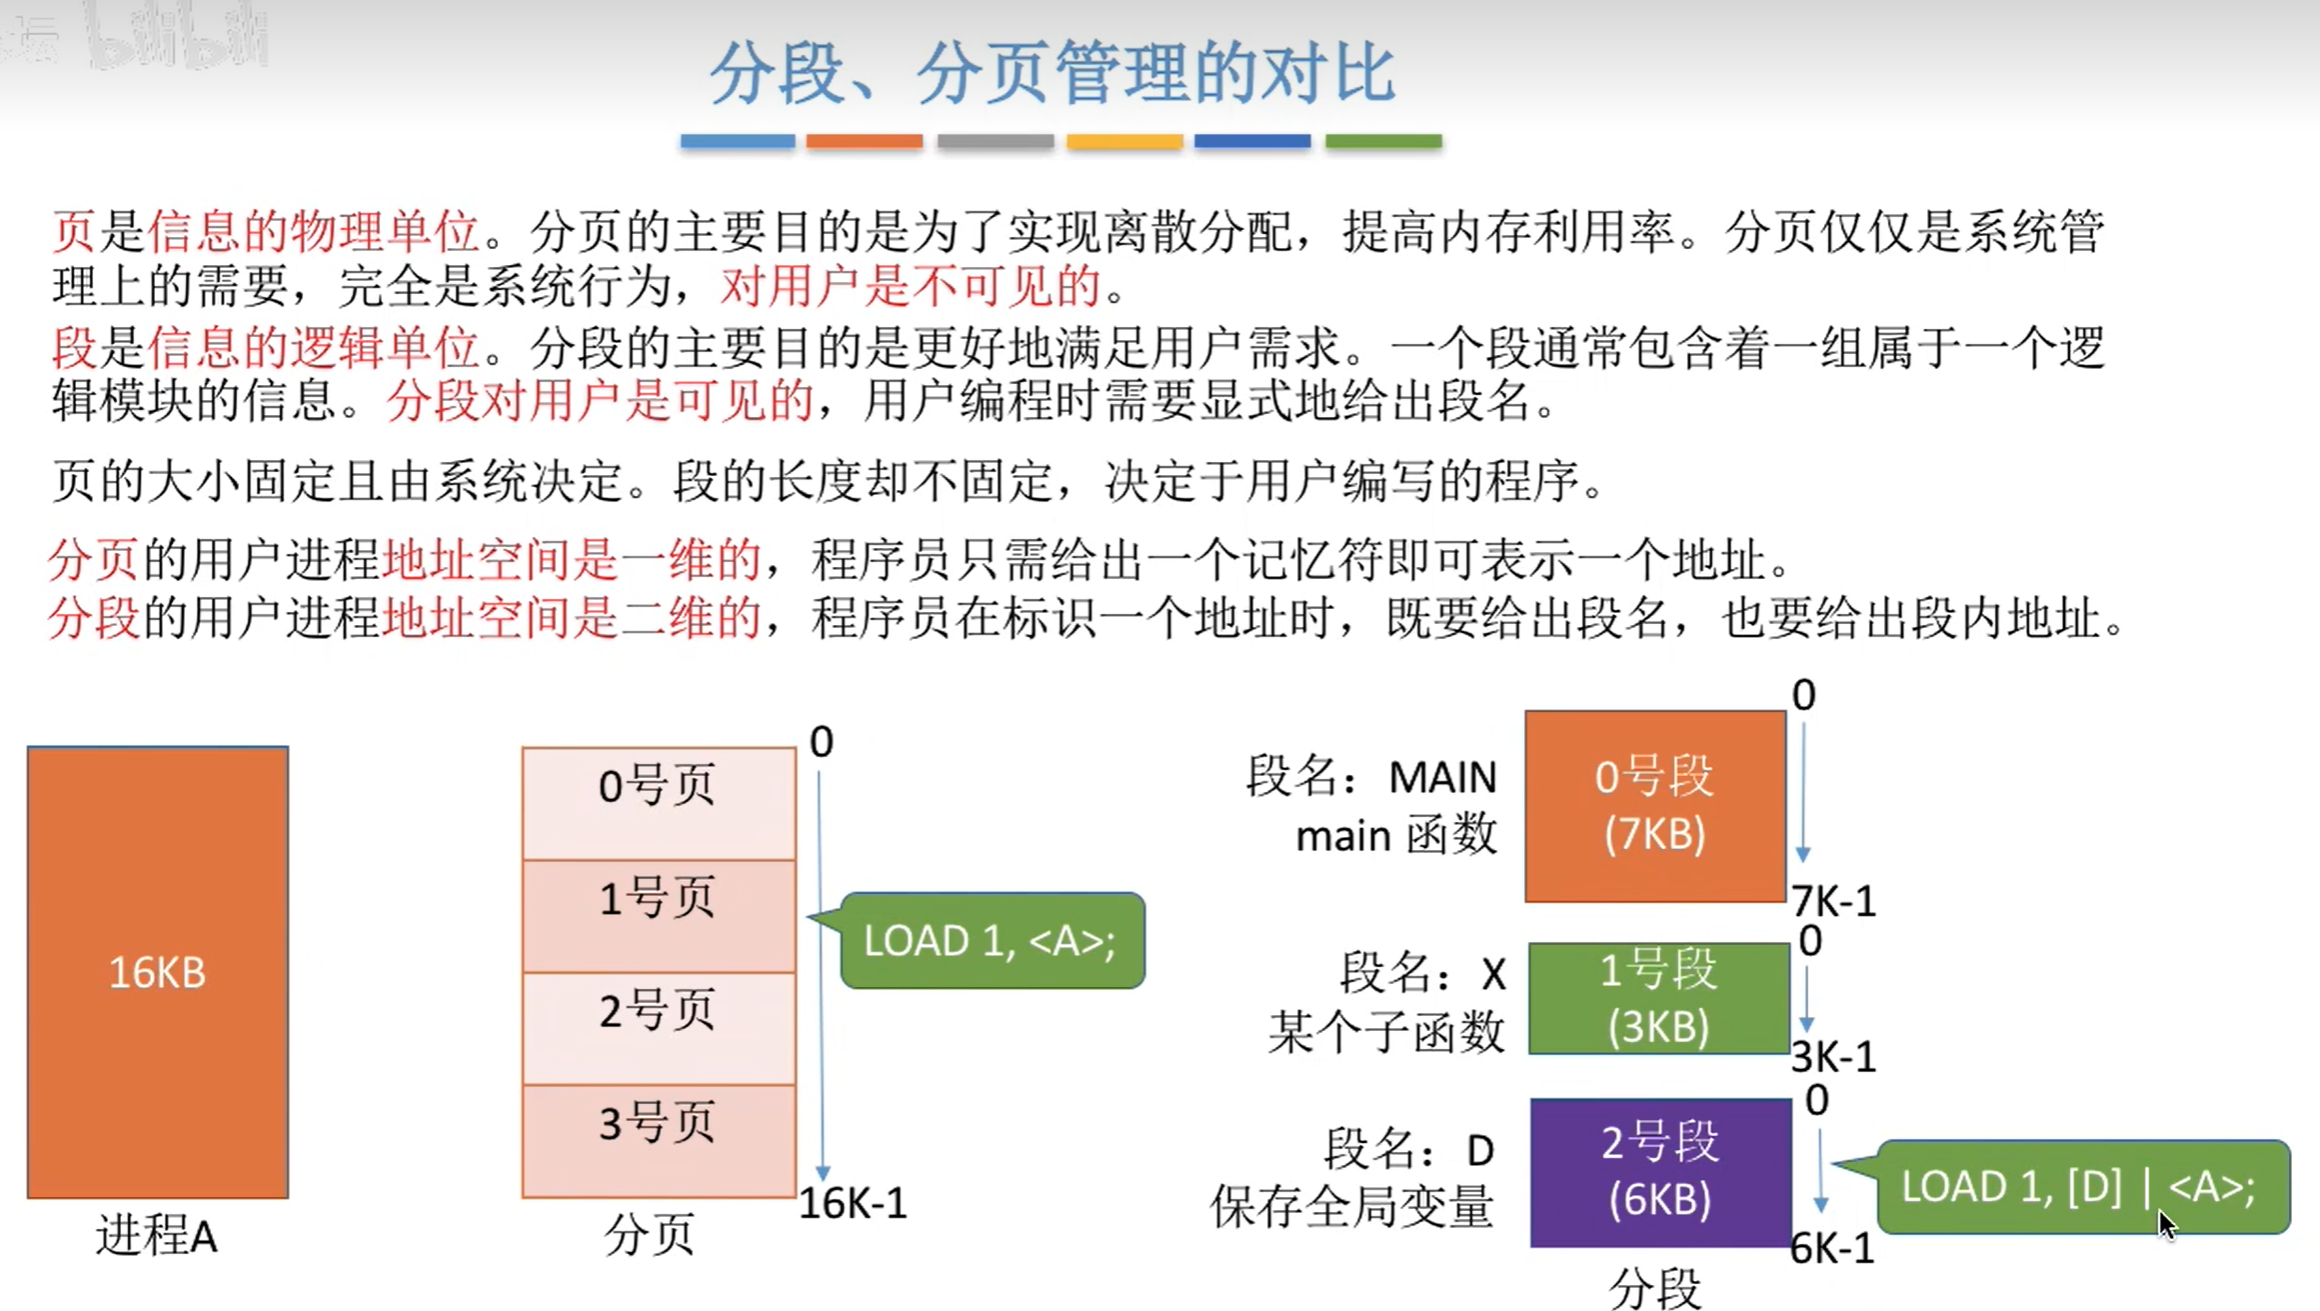 坛 bilibili
分段、分页管理的对比
页是信息的物理单位。分页的主要目的是为了实现离散分配，提高内存利用率。分页仅仅是系统管
理上的需要，完全是系统行为，对用户是不可见的。
段是信息的逻辑单位。分段的主要目的是更好地满足用户需求。一个段通常包含着一组属于一个逻
辑模块的信息。分段对用户是可见的，用户编程时需要显式地给出段名。
页的大小固定且由系统决定。段的长度却不固定，决定于用户编写的程序。
分页的用户进程地址空间是一维的，程序员只需给出一个记忆符即可表示一个地址。
分段的用户进程地址空间是二维的，程序员在标识一个地址时，既要给出段名，也要给出段内地址。
16KB
进程A
0号页
1号页
2号页
3号页
0
16K-1
LOAD 1, <A>;
分页
段名：MAIN
main 函数
0号段
(7KB)
0
7K-1
段名：X
某个子函数
1号段
(3KB)
0
3K-1
段名：D
保存全局变量
2号段
(6KB)
0
6K-1
LOAD 1, [D] | <A>;
分段